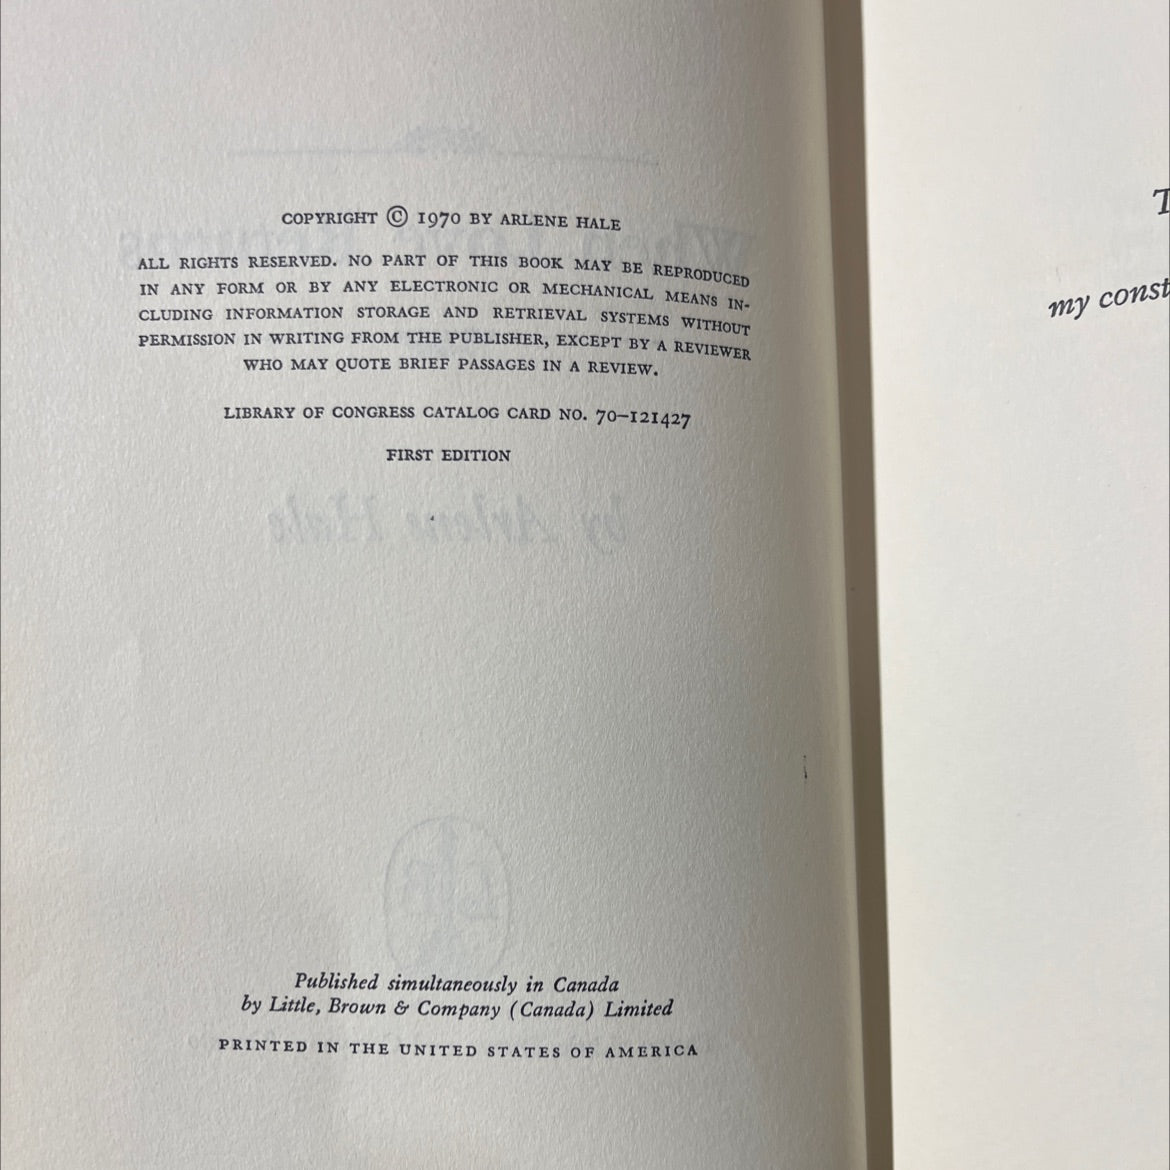 COPYRIGHT © 1970 BY ARLENE HALE
ALL RIGHTS RESERVED. NO PART OF THIS BOOK MAY BE REPRODUCED
IN ANY FORM OR BY ANY ELECTRONIC OR MECHANICAL MEANS IN-
CLUDING INFORMATION STORAGE AND RETRIEVAL SYSTEMS WITHOUT
PERMISSION IN WRITING FROM THE PUBLISHER, EXCEPT BY A REVIEWER
WHO MAY QUOTE BRIEF PASSAGES IN A REVIEW.
LIBRARY OF CONGRESS CATALOG CARD NO. 70–121427
FIRST EDITION
by Arlene Hale
Published simultaneously in Canada
by Little, Brown & Company (Canada) Limited
PRINTED IN THE UNITED STATES OF AMERICA
my